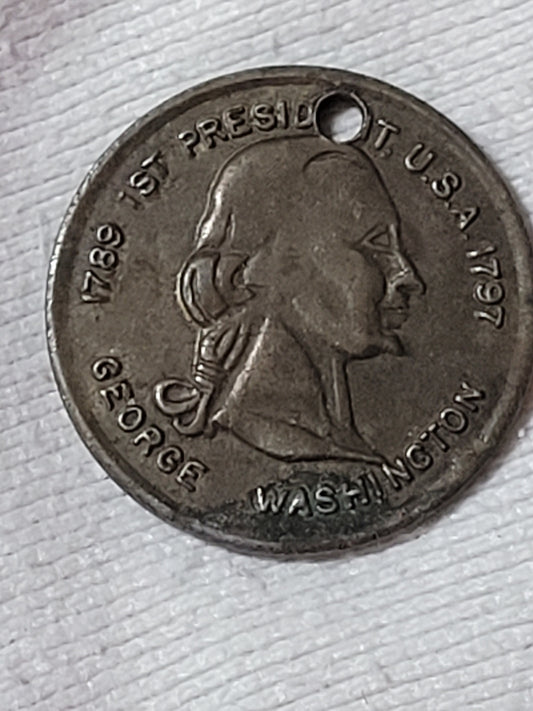 1789 1ST PRESID T. U.S.A. 1797
GEORGE WASHINGTON